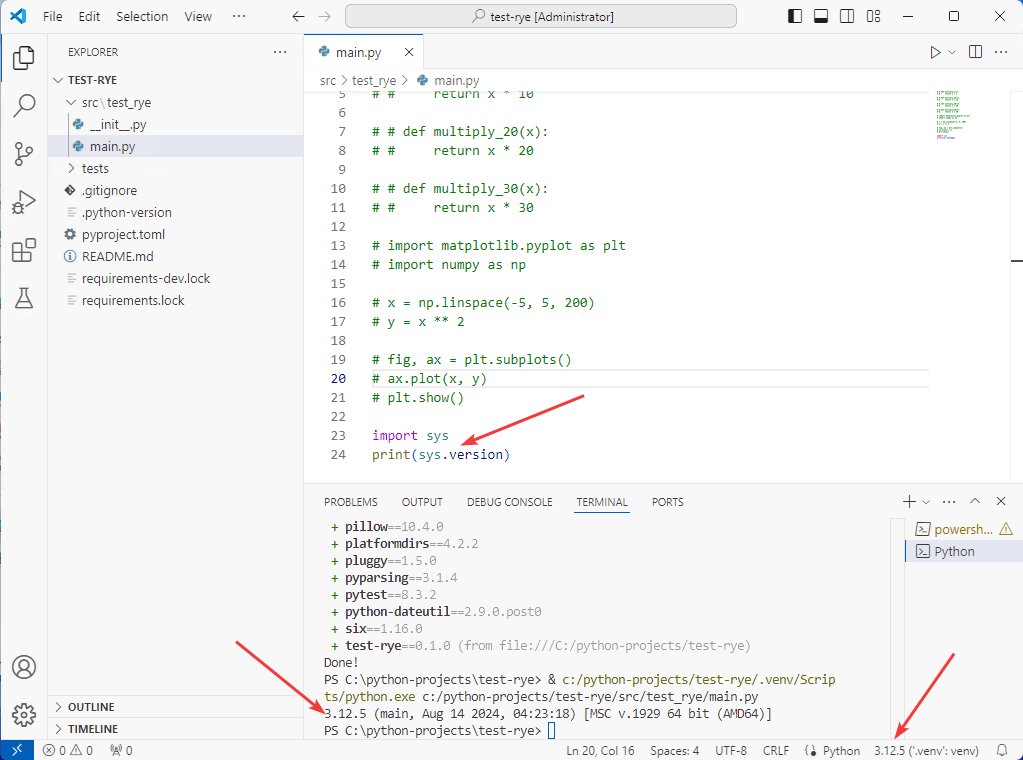 File Edit Selection View ··· test-rye [Administrator]
EXPLORER
TEST-RYE
src\test_rye
__init__.py
main.py
tests
.gitignore
.python-version
pyproject.toml
README.md
requirements-dev.lock
requirements.lock
OUTLINE
TIMELINE
main.py
src > test_rye > main.py
5 # #     return x * 10
6
7 # # def multiply_20(x):
8 # #     return x * 20
9
10 # # def multiply_30(x):
11 # #     return x * 30
12
13 # import matplotlib.pyplot as plt
14 # import numpy as np
15
16 # x = np.linspace(-5, 5, 200)
17 # y = x ** 2
18
19 # fig, ax = plt.subplots()
20 # ax.plot(x, y)
21 # plt.show()
22
23 import sys
24 print(sys.version)
PROBLEMS OUTPUT DEBUG CONSOLE TERMINAL PORTS
+ pillow==10.4.0
+ platformdirs==4.2.2
+ pluggy==1.5.0
+ pyparsing==3.1.4
+ pytest==8.3.2
+ python-dateutil==2.9.0.post0
+ six==1.16.0
+ test-rye==0.1.0 (from file:///C:/python-projects/test-rye)
Done!
PS C:\python-projects\test-rye> & c:/python-projects/test-rye/.venv/Scrip
ts/python.exe c:/python-projects/test-rye/src/test_rye/main.py
3.12.5 (main, Aug 14 2024, 04:23:18) [MSC v.1929 64 bit (AMD64)]
PS C:\python-projects\test-rye>
powersh...
Python
0 0 0 Ln 20, Col 16 Spaces: 4 UTF-8 CRLF Python 3.12.5 ('.venv': venv)